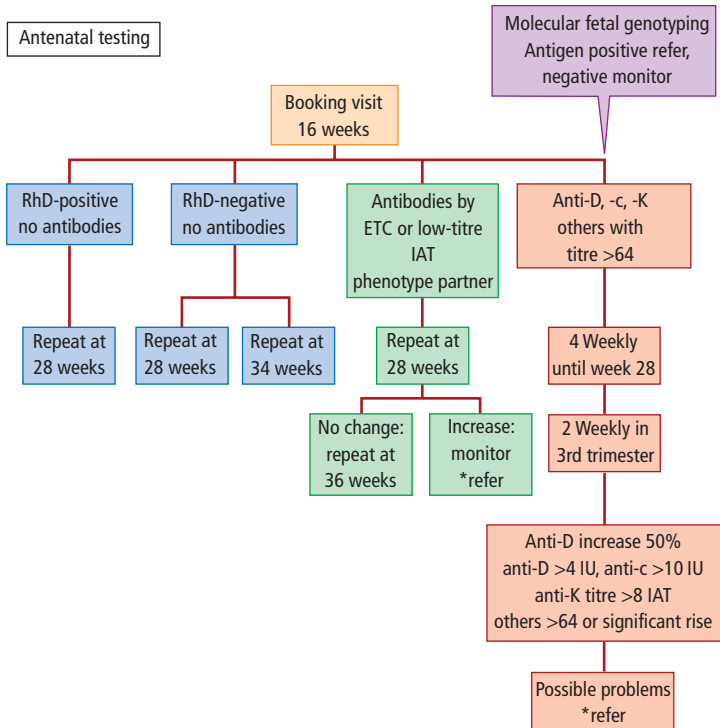 Antenatal testing
Molecular fetal genotyping
Antigen positive refer,
negative monitor
Booking visit
16 weeks
RhD-positive
no antibodies
RhD-negative
no antibodies
Antibodies by
ETC or low-titre
IAT
phenotype partner
Anti-D, -c, -K
others with
titre >64
Repeat at
28 weeks
Repeat at
28 weeks
Repeat at
34 weeks
Repeat at
28 weeks
4 Weekly
until week 28
No change:
repeat at
36 weeks
Increase:
monitor
*refer
2 Weekly in
3rd trimester
Anti-D increase 50%
anti-D >4 IU, anti-c >10 IU
anti-K titre >8 IAT
others >64 or significant rise
Possible problems
*refer